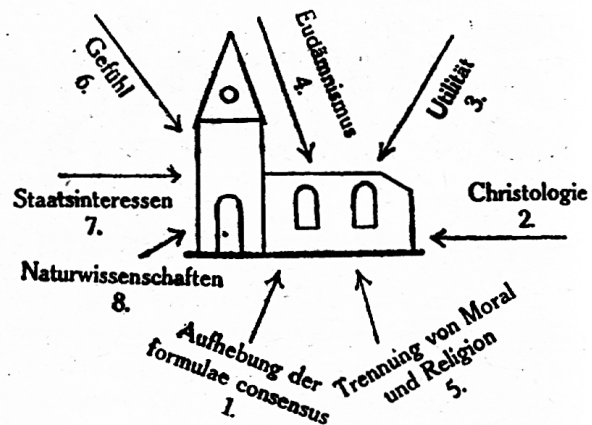 Gefühl
6.
Eudämnismus
4.
Utilität
3.
Staatsinteressen
7.
Christologie
2.
Naturwissenschaften
8.
Aufhebung der
formulae consensus
1.
Trennung von Moral
und Religion
5.